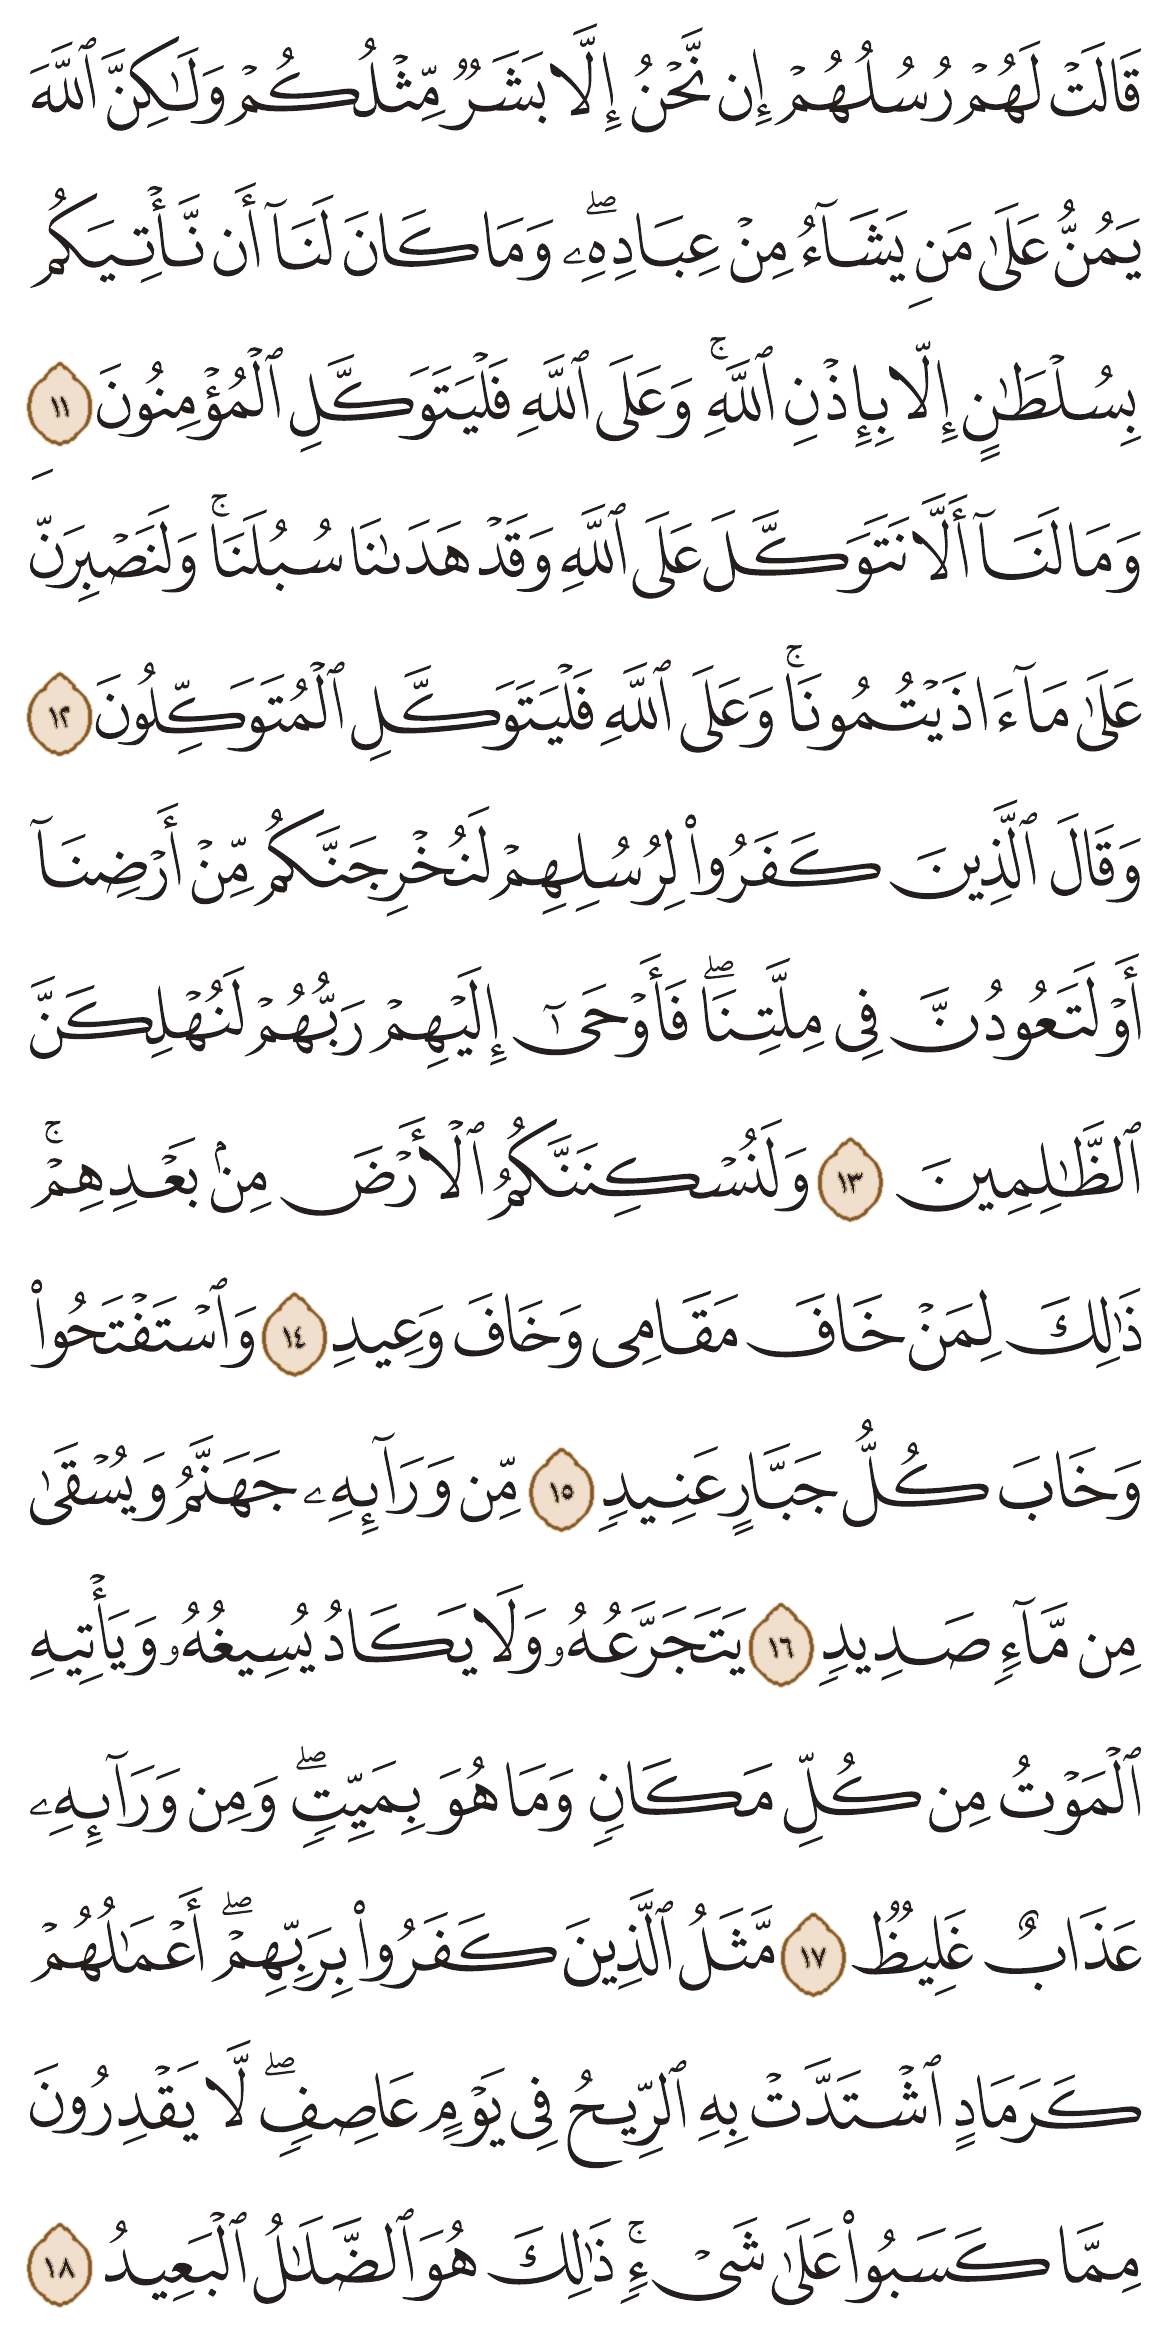 قَالَتۡ لَهُمۡ رُسُلُهُمۡ إِن نَّحۡنُ إِلَّا بَشَرٞ مِّثۡلُكُمۡ وَلَٰكِنَّ ٱللَّهَ
يَمُنُّ عَلَىٰ مَن يَشَآءُ مِنۡ عِبَادِهِۦۖ وَمَا كَانَ لَنَآ أَن نَّأۡتِيَكُم
بِسُلۡطَٰنٍ إِلَّا بِإِذۡنِ ٱللَّهِۚ وَعَلَى ٱللَّهِ فَلۡيَتَوَكَّلِ ٱلۡمُؤۡمِنُونَ ١١
وَمَا لَنَآ أَلَّا نَتَوَكَّلَ عَلَى ٱللَّهِ وَقَدۡ هَدَىٰنَا سُبُلَنَاۚ وَلَنَصۡبِرَنَّ
عَلَىٰ مَآ ءَاذَيۡتُمُونَاۚ وَعَلَى ٱللَّهِ فَلۡيَتَوَكَّلِ ٱلۡمُتَوَكِّلُونَ ١٢
وَقَالَ ٱلَّذِينَ كَفَرُواْ لِرُسُلِهِمۡ لَنُخۡرِجَنَّكُم مِّنۡ أَرۡضِنَآ
أَوۡ لَتَعُودُنَّ فِي مِلَّتِنَاۖ فَأَوۡحَىٰٓ إِلَيۡهِمۡ رَبُّهُمۡ لَنُهۡلِكَنَّ
ٱلظَّٰلِمِينَ ١٣ وَلَنُسۡكِنَنَّكُمُ ٱلۡأَرۡضَ مِنۢ بَعۡدِهِمۡۚ
ذَٰلِكَ لِمَنۡ خَافَ مَقَامِي وَخَافَ وَعِيدِ ١٤ وَٱسۡتَفۡتَحُواْ
وَخَابَ كُلُّ جَبَّارٍ عَنِيدٖ ١٥ مِّن وَرَآئِهِۦ جَهَنَّمُ وَيُسۡقَىٰ
مِن مَّآءٖ صَدِيدٖ ١٦ يَتَجَرَّعُهُۥ وَلَا يَكَادُ يُسِيغُهُۥ وَيَأۡتِيهِ
ٱلۡمَوۡتُ مِن كُلِّ مَكَانٖ وَمَا هُوَ بِمَيِّتٖۖ وَمِن وَرَآئِهِۦ
عَذَابٌ غَلِيظٞ ١٧ مَّثَلُ ٱلَّذِينَ كَفَرُواْ بِرَبِّهِمۡۖ أَعۡمَٰلُهُمۡ
كَرَمَادٍ ٱشۡتَدَّتۡ بِهِ ٱلرِّيحُ فِي يَوۡمٍ عَاصِفٖۖ لَّا يَقۡدِرُونَ
مِمَّا كَسَبُواْ عَلَىٰ شَيۡءٖۚ ذَٰلِكَ هُوَ ٱلضَّلَٰلُ ٱلۡبَعِيدُ ١٨